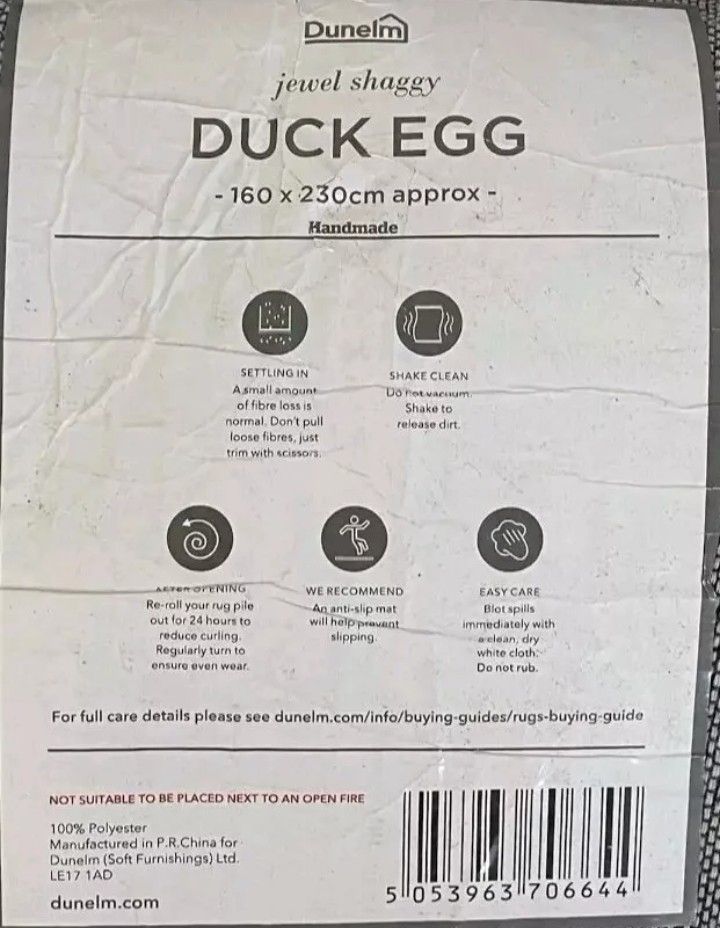 Dunelm
jewel shaggy
DUCK EGG
- 160 x 230cm approx -
Handmade
SETTLING IN
A small amount
of fibre loss is
normal. Don't pull
loose fibres, just
trim with scissors.
SHAKE CLEAN
Do not vacuum.
Shake to
release dirt.
AFTER OPENING
Re-roll your rug pile
out for 24 hours to
reduce curling.
Regularly turn to
ensure even wear.
WE RECOMMEND
An anti-slip mat
will help prevent
slipping.
EASY CARE
Blot spills
immediately with
a clean, dry
white cloth.
Do not rub.
For full care details please see dunelm.com/info/buying-guides/rugs-buying-guide
NOT SUITABLE TO BE PLACED NEXT TO AN OPEN FIRE
100% Polyester
Manufactured in P.R.China for
Dunelm (Soft Furnishings) Ltd.
LE17 1AD
dunelm.com
5 053963 706644